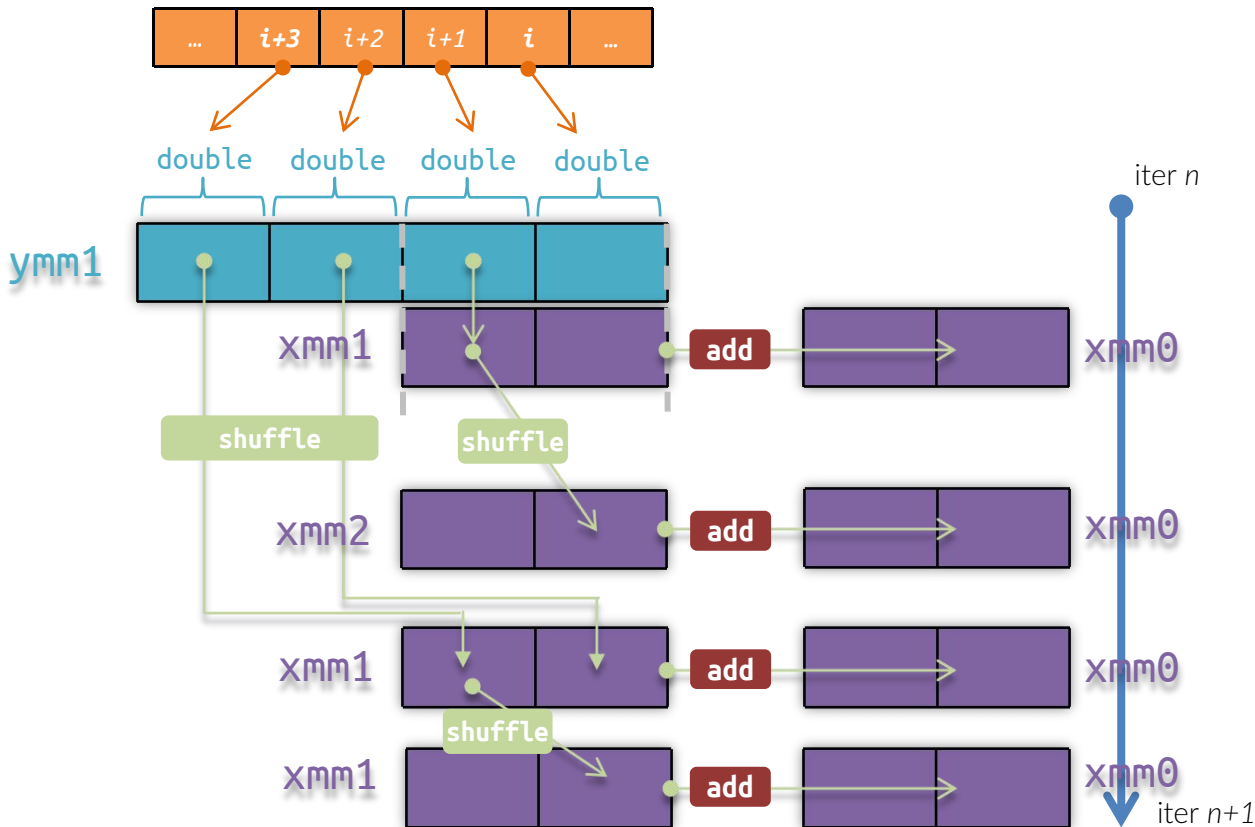 … i+3 i+2 i+1 i …
double double double double
iter n
ymm1
xmm1 add xmm0
shuffle shuffle
xmm2 add xmm0
xmm1 add xmm0
shuffle
xmm1 add xmm0
iter n+1